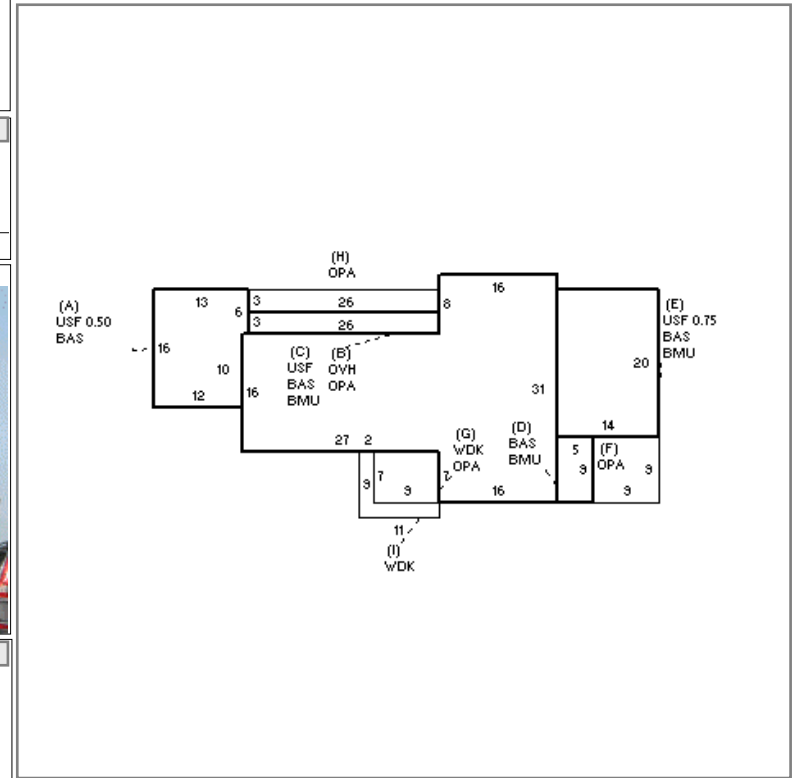 (H)
OPA
(A)
USF 0.50
BAS
13
6
3
26
3
26
8
16
(E)
USF 0.75
BAS
BMU
16
10
12
16
(C)
USF
BAS
BMU
(B)
OVH
OPA
31
20
27
2
(G)
WDK
OPA
(D)
BAS
BMU
14
5
9
(F)
OPA
9
9
9
7
9
7
16
11
(I)
WDK